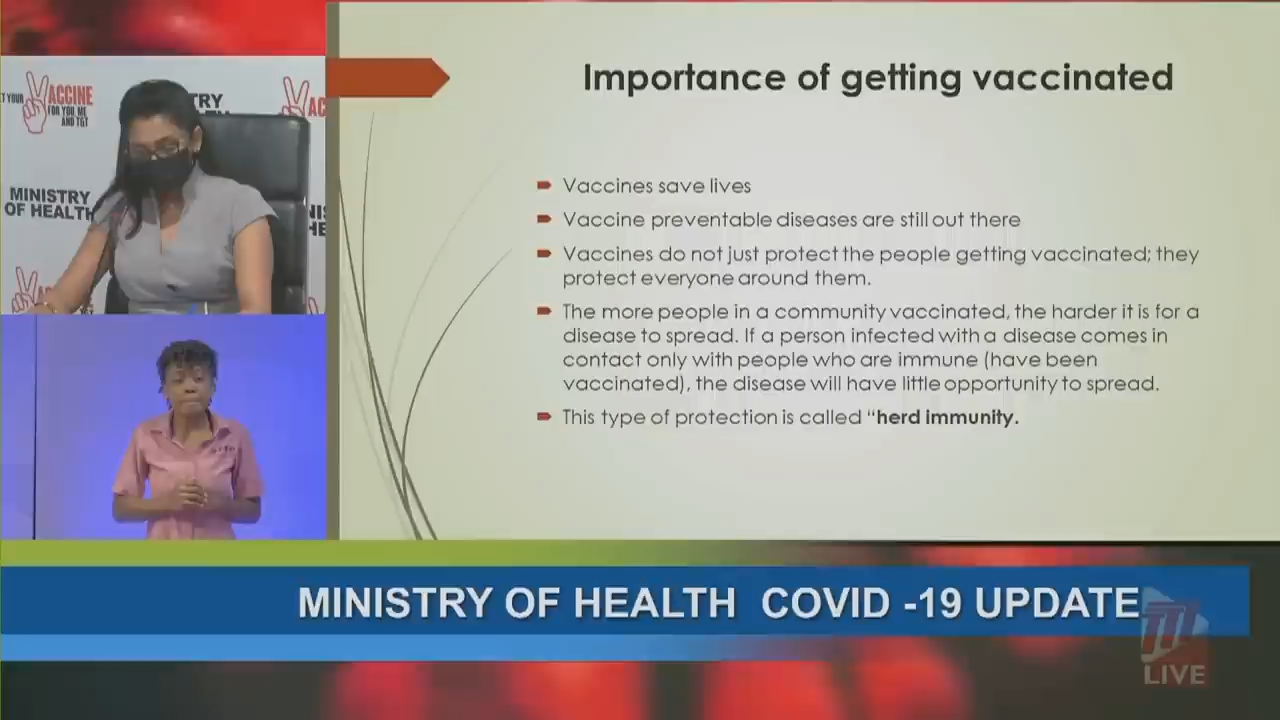 Importance of getting vaccinated
Vaccines save lives
Vaccine preventable diseases are still out there
Vaccines do not just protect the people getting vaccinated; they
protect everyone around them.
The more people in a community vaccinated, the harder it is for a
disease to spread. If a person infected with a disease comes in
contact only with people who are immune (have been
vaccinated), the disease will have little opportunity to spread.
This type of protection is called “herd immunity.
VACCINE
FOR YOU ME
AND T&T
TRY
MINISTRY
OF HEALTH
MINISTRY OF HEALTH COVID -19 UPDATE
LIVE